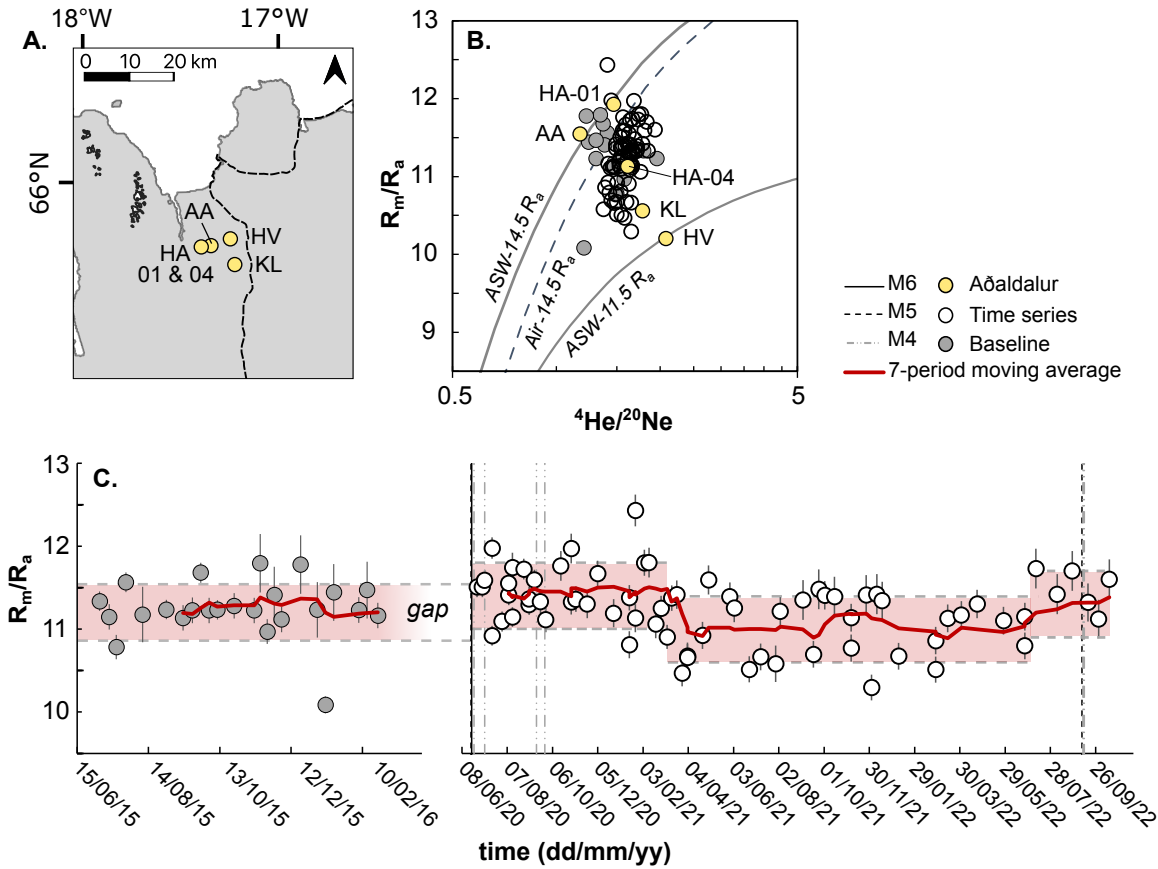 A.
18°W
17°W
0 10 20 km
66°N
AA
HV
HA
01 & 04
KL
B.
13
12
11
10
9
Rm/Ra
HA-01
AA
HA-04
KL
HV
ASW-14.5 Ra
Air-14.5 Ra
ASW-11.5 Ra
0.5
5
⁴He/²⁰Ne
M6
Aðaldalur
M5
Time series
M4
Baseline
7-period moving average
C.
13
12
11
10
Rm/Ra
gap
15/06/15
14/08/15
13/10/15
12/12/15
10/02/16
08/06/20
07/08/20
06/10/20
05/12/20
03/02/21
04/04/21
03/06/21
02/08/21
01/10/21
30/11/21
29/01/22
30/03/22
29/05/22
28/07/22
26/09/22
time (dd/mm/yy)